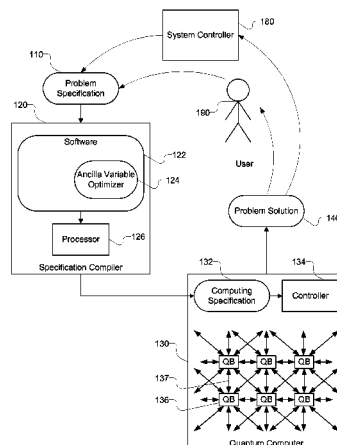 180
System Controller
110
Problem
Specification
120
190
Software
122
User
Ancilla Variable
Optimizer
124
Problem Solution
140
Processor
126
Specification Compiler
132
134
Computing
Specification
Controller
130
QB QB QB
137
136
QB QB QB
Quantum Computer